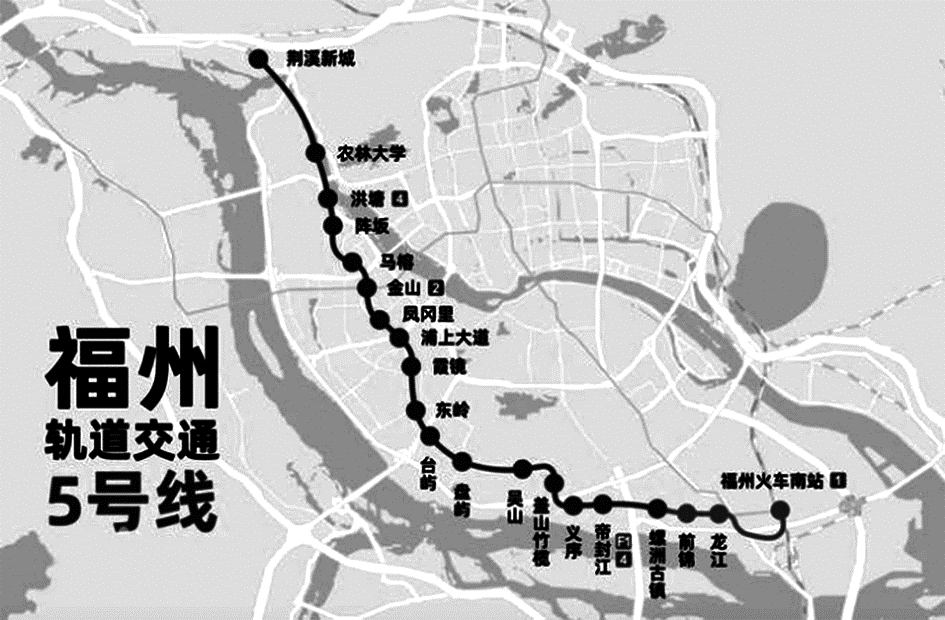 荆溪新城
农林大学
洪塘 4
阵坂
马榕
金山 2
凤冈里
浦上大道
霞镜
东岭
台屿
盘屿
吴山
盖山竹榄
义序
帝封江
4
螺洲古镇
前锦
龙江
福州火车南站 1
福州
轨道交通
5号线